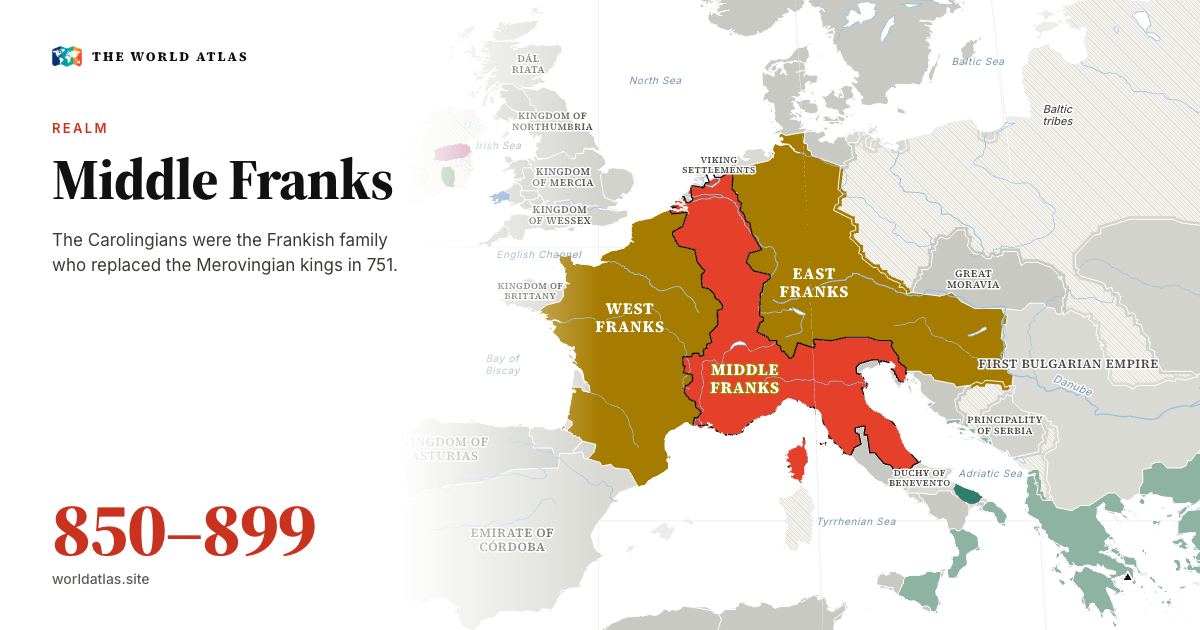 THE WORLD ATLAS
REALM
Middle Franks
The Carolingians were the Frankish family
who replaced the Merovingian kings in 751.
850–899
worldatlas.site
DÁL
RIATA
North Sea
Baltic Sea
Baltic
tribes
KINGDOM OF
NORTHUMBRIA
Irish Sea
VIKING
SETTLEMENTS
KINGDOM
OF MERCIA
KINGDOM
OF WESSEX
English Channel
KINGDOM OF
BRITTANY
GREAT
MORAVIA
EAST
FRANKS
WEST
FRANKS
Bay of
Biscay
MIDDLE
FRANKS
FIRST BULGARIAN EMPIRE
Danube
PRINCIPALITY
OF SERBIA
KINGDOM OF
ASTURIAS
DUCHY OF
BENEVENTO
Adriatic Sea
Tyrrhenian Sea
EMIRATE OF
CÓRDOBA